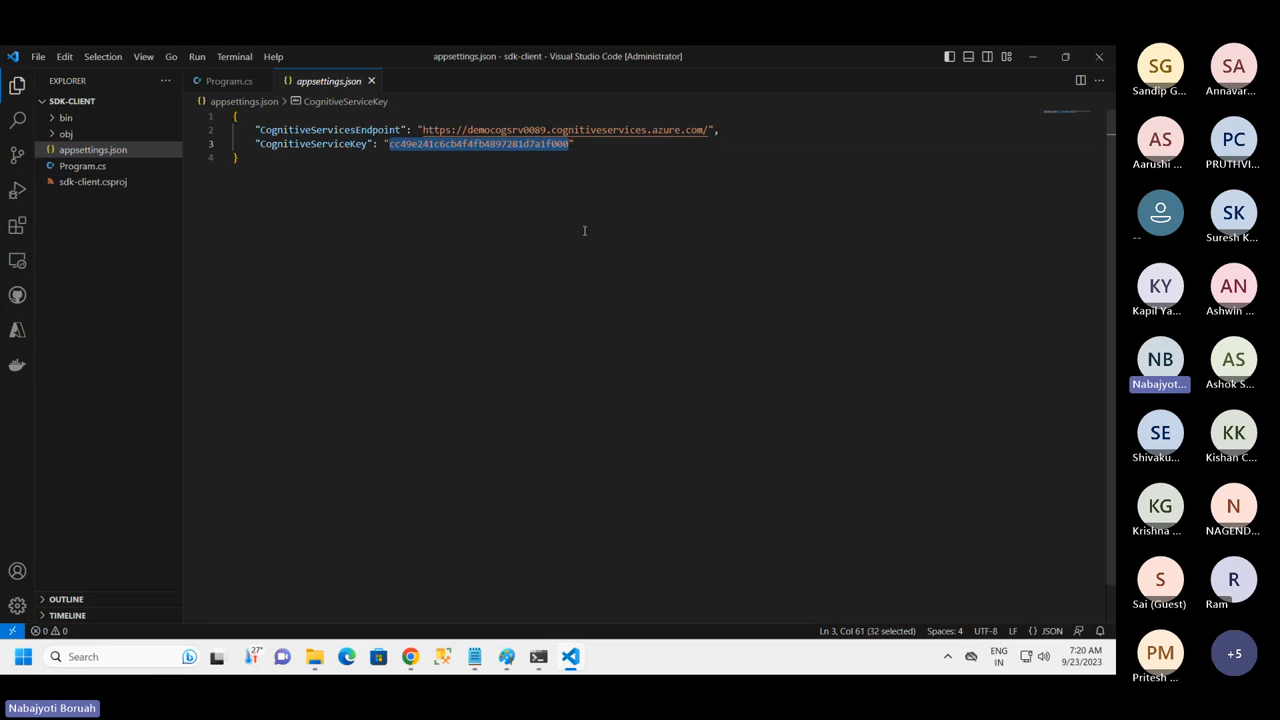 File Edit Selection View Go Run Terminal Help
appsettings.json - sdk-client - Visual Studio Code [Administrator]
EXPLORER
Program.cs
appsettings.json
SDK-CLIENT
bin
obj
appsettings.json
Program.cs
sdk-client.csproj
appsettings.json > CognitiveServiceKey
1 {
2 "CognitiveServicesEndpoint": "https://democogsrv0089.cognitiveservices.azure.com/",
3 "CognitiveServiceKey": "cc49e241c6cb4f4fb4897281d7a1f000"
4 }
OUTLINE
TIMELINE
0 0
Ln 3, Col 61 (32 selected) Spaces: 4 UTF-8 LF {} JSON
Search
27°
ENG
IN
7:20 AM
9/23/2023
Nabajyoti Boruah
SG SA
Sandip G... Annavar...
AS PC
Aarushi ... PRUTHVI...
SK
-- Suresh K...
KY AN
Kapil Ya... Ashwin ...
NB AS
Nabajyot... Ashok S...
SE KK
Shivaku... Kishan C...
KG N
Krishna ... NAGEND...
S R
Sai (Guest) Ram
PM +5
Pritesh ...